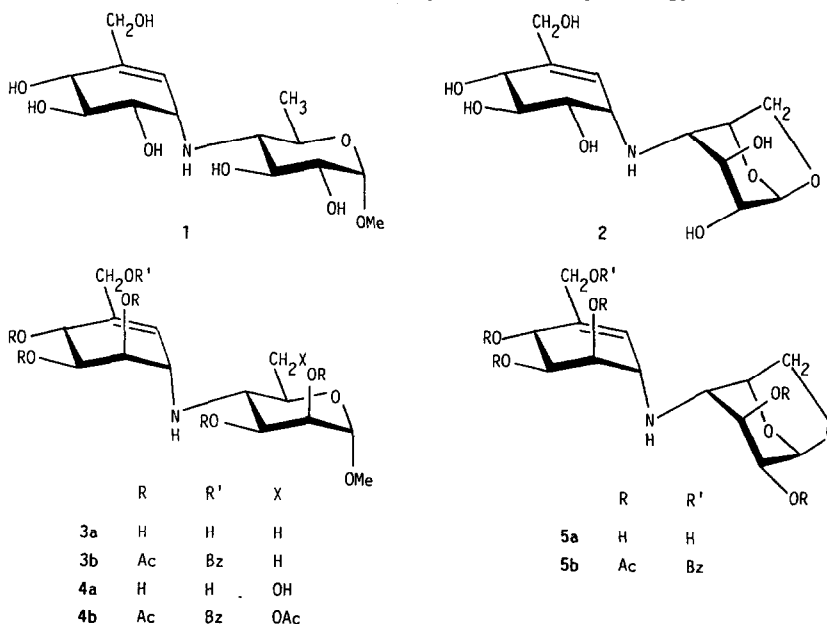 CH2OH
HO
HO
OH
N
H
CH3
O
HO
OH
OMe
1
CH2OH
HO
HO
OH
N
H
CH2
OH
O
O
HO
2
CH2OR'
OR
RO
RO
N
H
CH2X
OR
O
RO
OMe
R R' X
3a H H H
3b Ac Bz H
4a H H OH
4b Ac Bz OAc
CH2OR'
OR
RO
RO
N
H
CH2
OR
O
OR
R R'
5a H H
5b Ac Bz